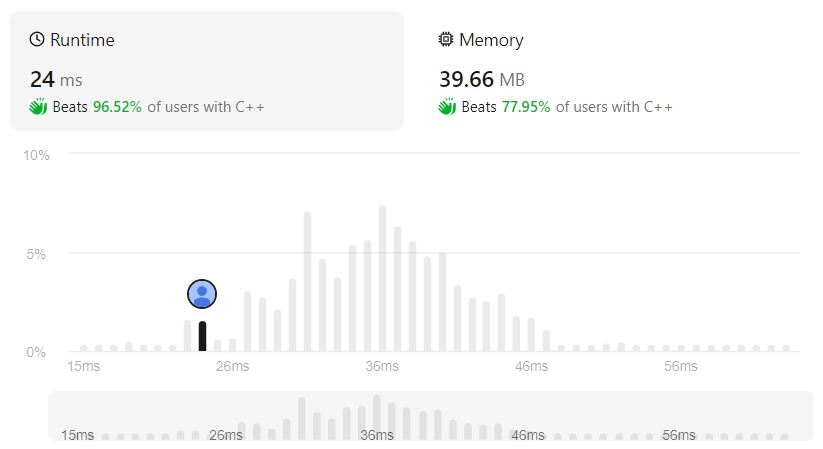 Runtime
24 ms
Beats 96.52% of users with C++
Memory
39.66 MB
Beats 77.95% of users with C++
10%
5%
0%
15ms 26ms 36ms 46ms 56ms
15ms 26ms 36ms 46ms 56ms